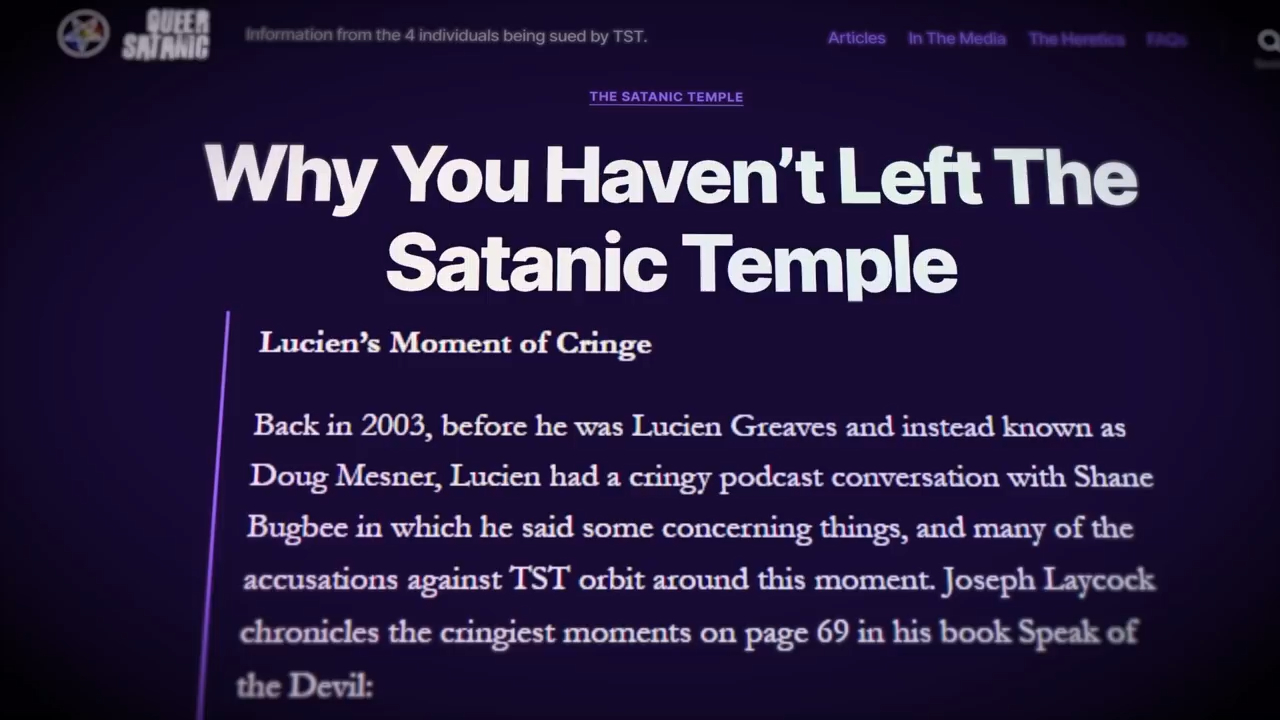 QUEER
SATANIC
Information from the 4 individuals being sued by TST.
Articles In The Media The Heretics FAQs
THE SATANIC TEMPLE
Why You Haven’t Left The
Satanic Temple
Lucien’s Moment of Cringe
Back in 2003, before he was Lucien Greaves and instead known as
Doug Mesner, Lucien had a cringy podcast conversation with Shane
Bugbee in which he said some concerning things, and many of the
accusations against TST orbit around this moment. Joseph Laycock
chronicles the cringiest moments on page 69 in his book Speak of
the Devil: